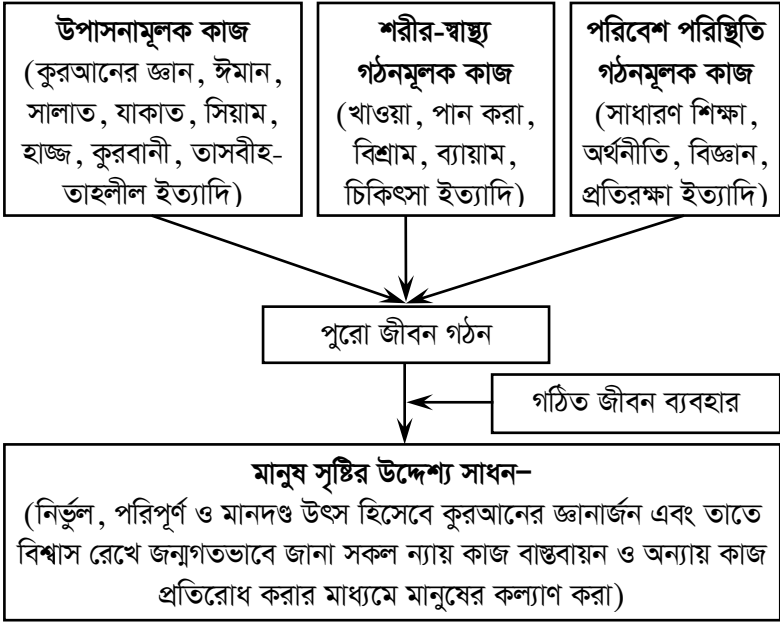 উপাসনামূলক কাজ
(কুরআনের জ্ঞান, ঈমান,
সালাত, যাকাত, সিয়াম,
হাজ্জ, কুরবানী, তাসবীহ-
তাহলীল ইত্যাদি)
শরীর-স্বাস্থ্য
গঠনমূলক কাজ
(খাওয়া, পান করা,
বিশ্রাম, ব্যায়াম,
চিকিৎসা ইত্যাদি)
পরিবেশ পরিস্থিতি
গঠনমূলক কাজ
(সাধারণ শিক্ষা,
অর্থনীতি, বিজ্ঞান,
প্রতিরক্ষা ইত্যাদি)
পুরো জীবন গঠন
গঠিত জীবন ব্যবহার
মানুষ সৃষ্টির উদ্দেশ্য সাধন–
(নির্ভুল, পরিপূর্ণ ও মানদণ্ড উৎস হিসেবে কুরআনের জ্ঞানার্জন এবং তাতে
বিশ্বাস রেখে জন্মগতভাবে জানা সকল ন্যায় কাজ বাস্তবায়ন ও অন্যায় কাজ
প্রতিরোধ করার মাধ্যমে মানুষের কল্যাণ করা)